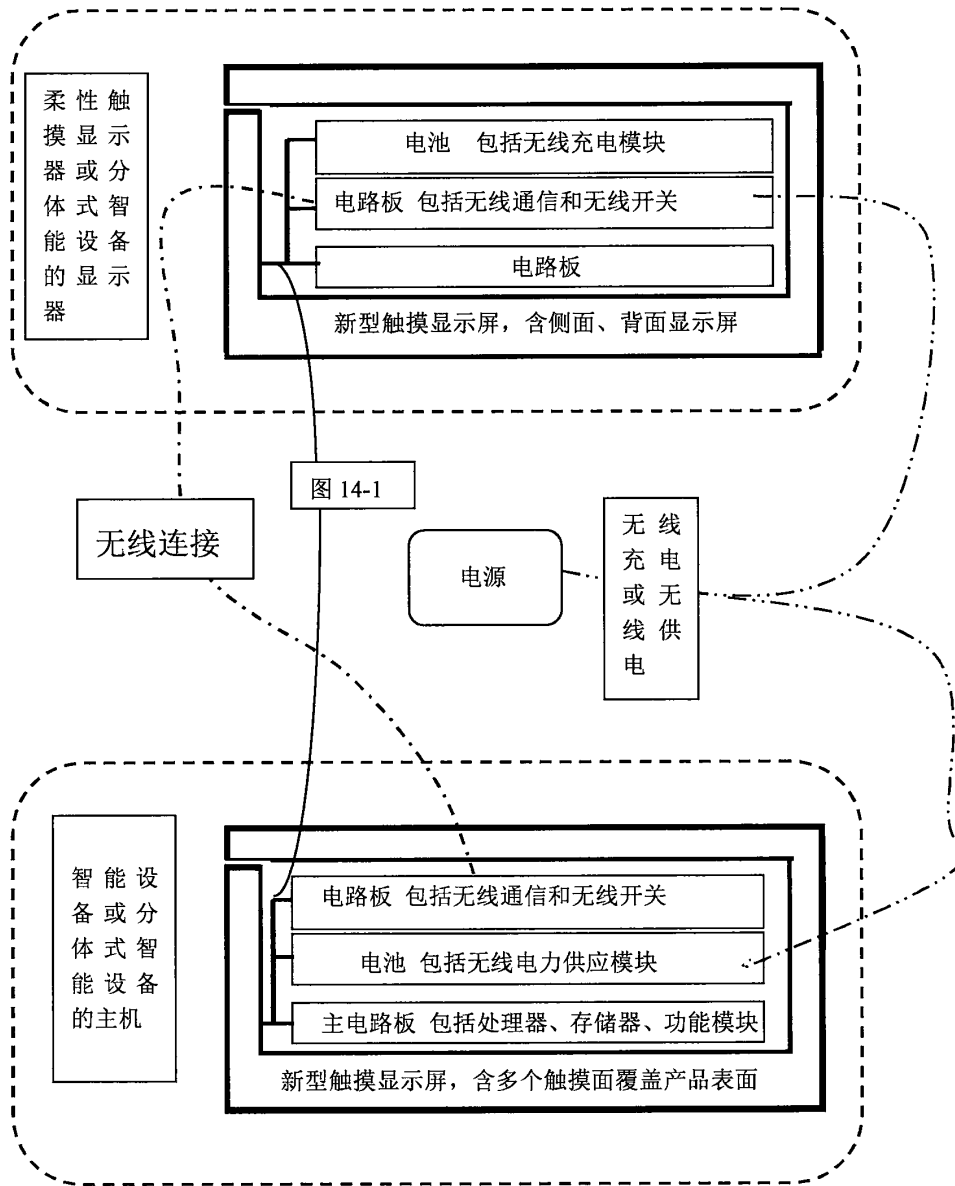 柔性触
摸显示
器或分
体式智
能设备
的显示
器
电池 包括无线充电模块
电路板 包括无线通信和无线开关
电路板
新型触摸显示屏，含侧面、背面显示屏
图 14-1
无线连接
电源
无线
充电
或无
线供
电
智能设
备或分
体式智
能设备
的主机
电路板 包括无线通信和无线开关
电池 包括无线电力供应模块
主电路板 包括处理器、存储器、功能模块
新型触摸显示屏，含多个触摸面覆盖产品表面